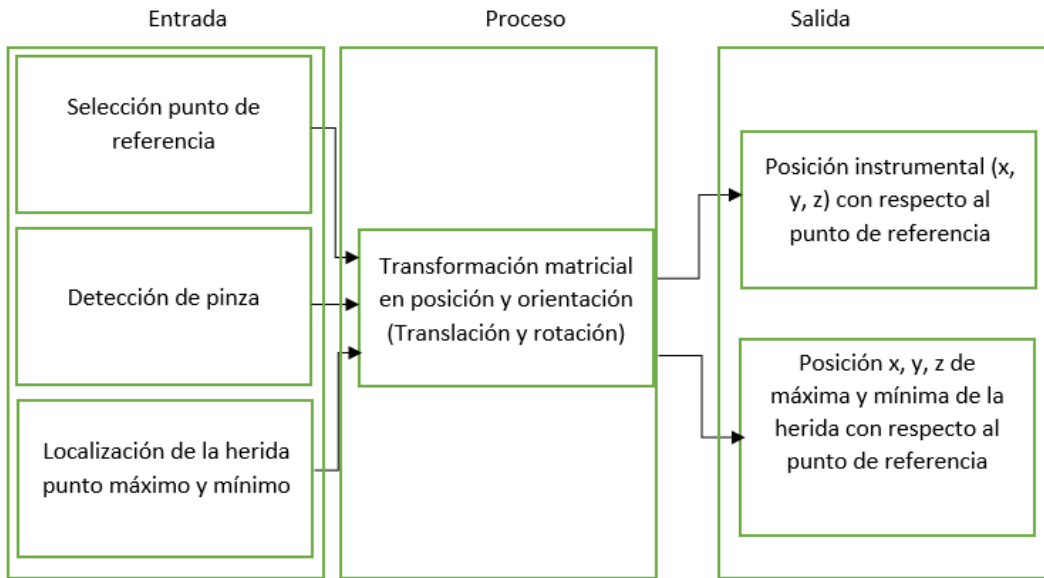 Entrada
Proceso
Salida
Selección punto de
referencia
Detección de pinza
Localización de la herida
punto máximo y mínimo
Transformación matricial
en posición y orientación
(Translación y rotación)
Posición instrumental (x,
y, z) con respecto al
punto de referencia
Posición x, y, z de
máxima y mínima de la
herida con respecto al
punto de referencia